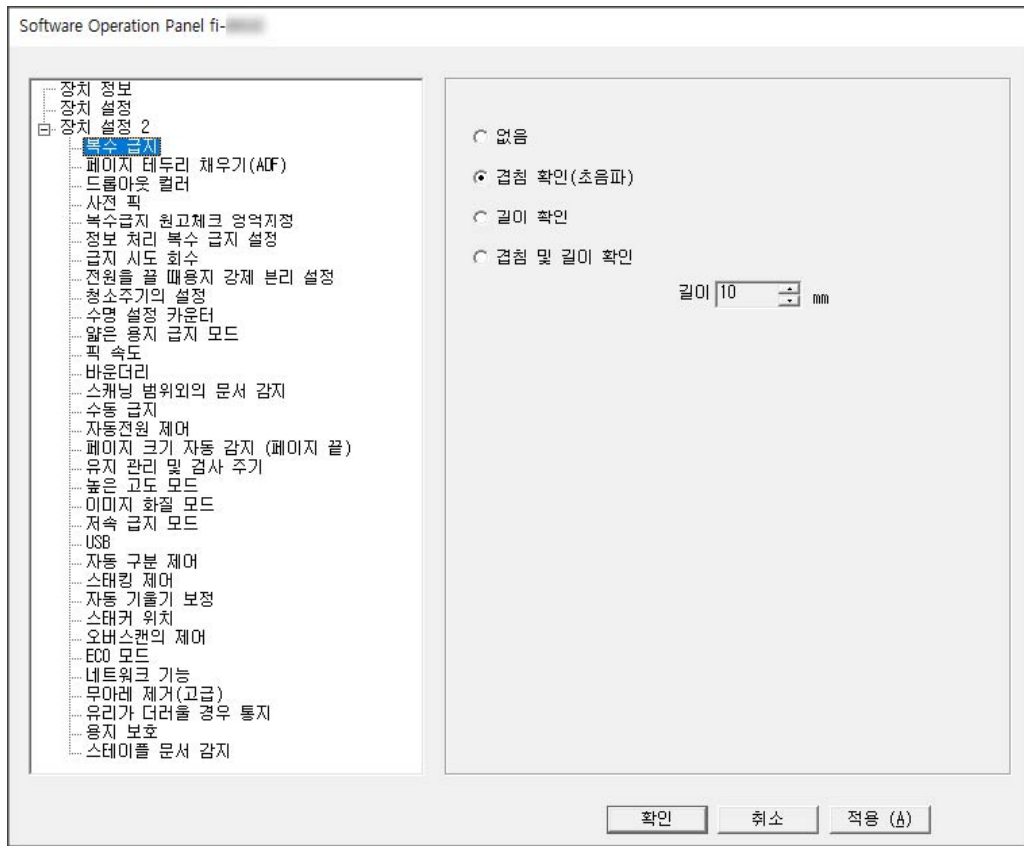 Software Operation Panel fi-
장치 정보
장치 설정
장치 설정 2
복수 급지
페이지 테두리 채우기(ADF)
드롭아웃 컬러
사전 픽
복수급지 원고체크 영역지정
정보 처리 복수 급지 설정
급지 시도 회수
전원을 끌 때용지 강제 분리 설정
청소주기의 설정
수명 설정 카운터
얇은 용지 급지 모드
픽 속도
바운더리
스캐닝 범위외의 문서 감지
수동 급지
자동전원 제어
페이지 크기 자동 감지 (페이지 끝)
유지 관리 및 검사 주기
높은 고도 모드
이미지 화질 모드
저속 급지 모드
USB
자동 구분 제어
스태킹 제어
자동 기울기 보정
스태커 위치
오버스캔의 제어
ECO 모드
네트워크 기능
무아레 제거(고급)
유리가 더러울 경우 통지
용지 보호
스테이플 문서 감지
없음
겹침 확인(초음파)
길이 확인
겹침 및 길이 확인
길이 10 mm
확인 취소 적용 (A)